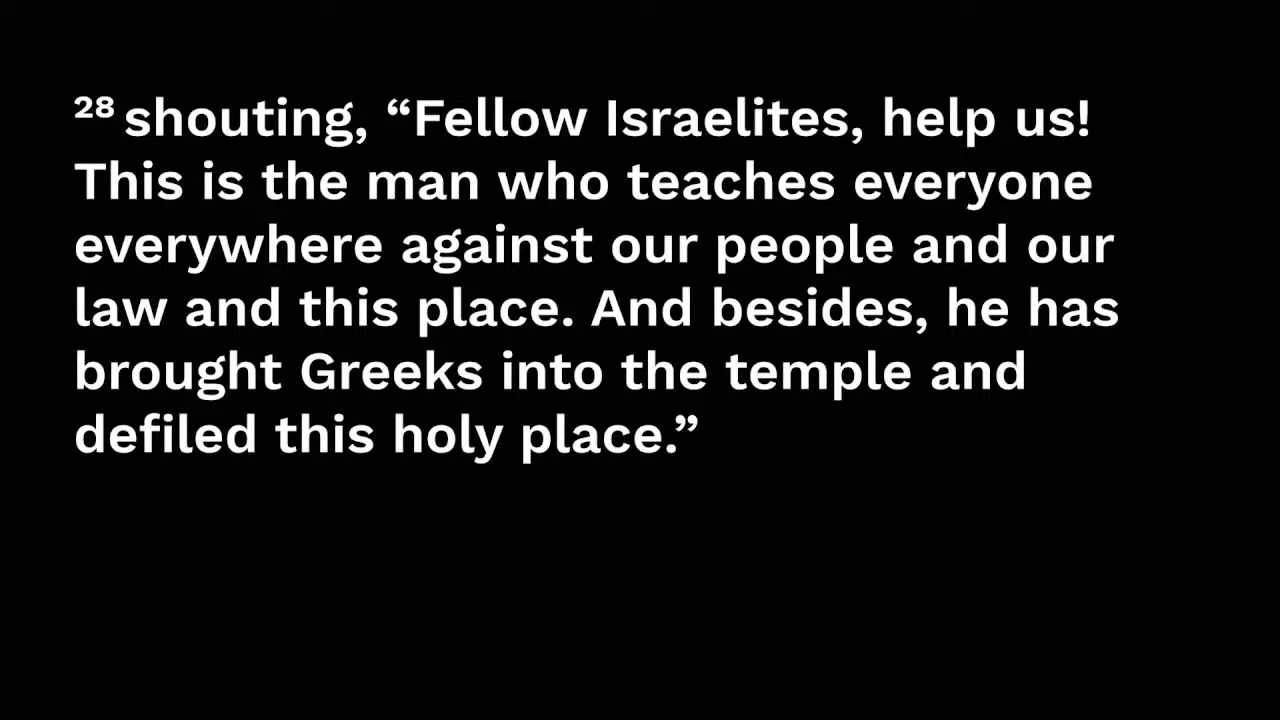 28 shouting, “Fellow Israelites, help us!
This is the man who teaches everyone
everywhere against our people and our
law and this place. And besides, he has
brought Greeks into the temple and
defiled this holy place.”